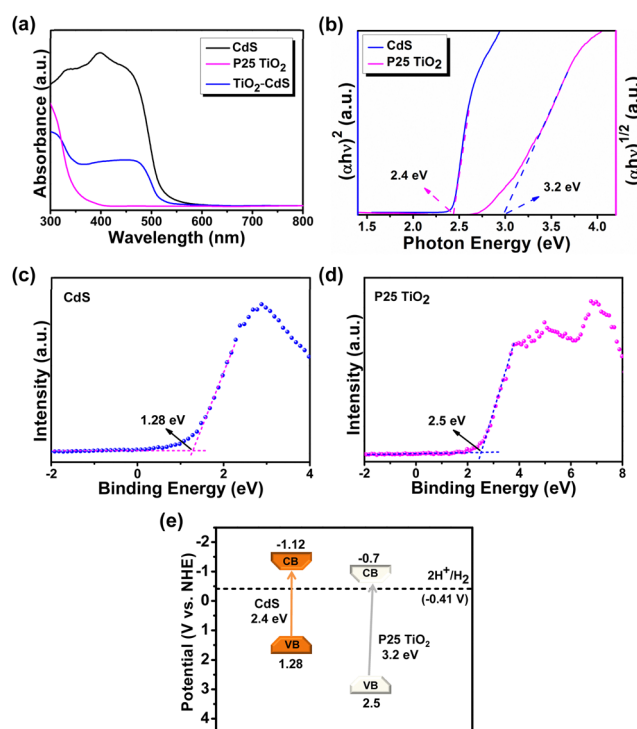 (a)
CdS
P25 TiO2
TiO2-CdS
Absorbance (a.u.)
300 400 500 600 700 800
Wavelength (nm)
(b)
CdS
P25 TiO2
(αhν)2 (a.u.)
(αhν)1/2 (a.u.)
2.4 eV
3.2 eV
1.5 2.0 2.5 3.0 3.5 4.0
Photon Energy (eV)
(c)
CdS
Intensity (a.u.)
1.28 eV
-2 0 2 4
Binding Energy (eV)
(d)
P25 TiO2
Intensity (a.u.)
2.5 eV
-2 0 2 4 6 8
Binding Energy (eV)
(e)
Potential (V vs. NHE)
-2
-1
0
1
2
3
4
-1.12
CB
CdS
2.4 eV
VB
1.28
-0.7
CB
P25 TiO2
3.2 eV
VB
2.5
2H+/H2
(-0.41 V)